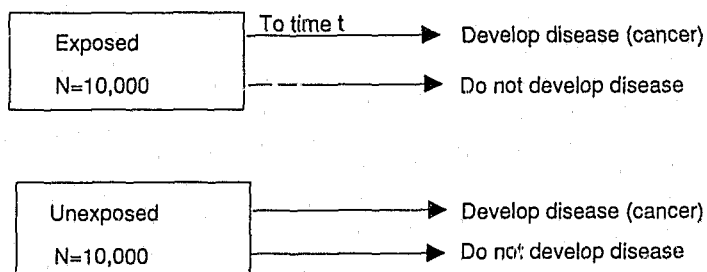 To time t
Exposed
Develop disease (cancer)
N=10,000
Do not develop disease
Unexposed
Develop disease (cancer)
N=10,000
Do not develop disease